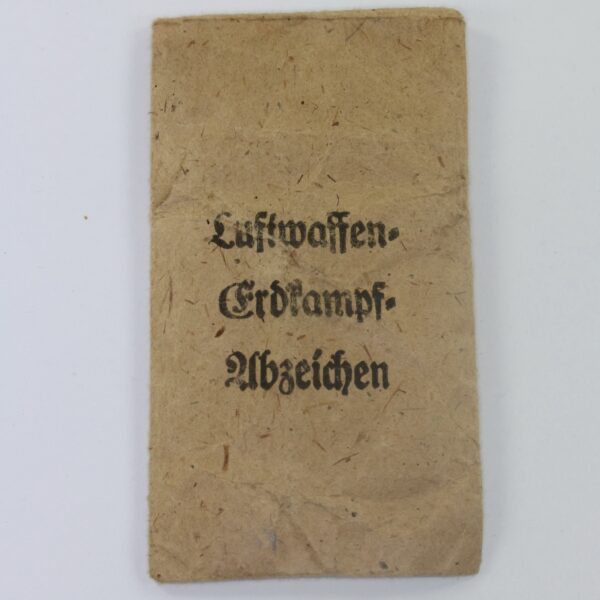 Luftwaffen-
Erdkampf-
Abzeichen